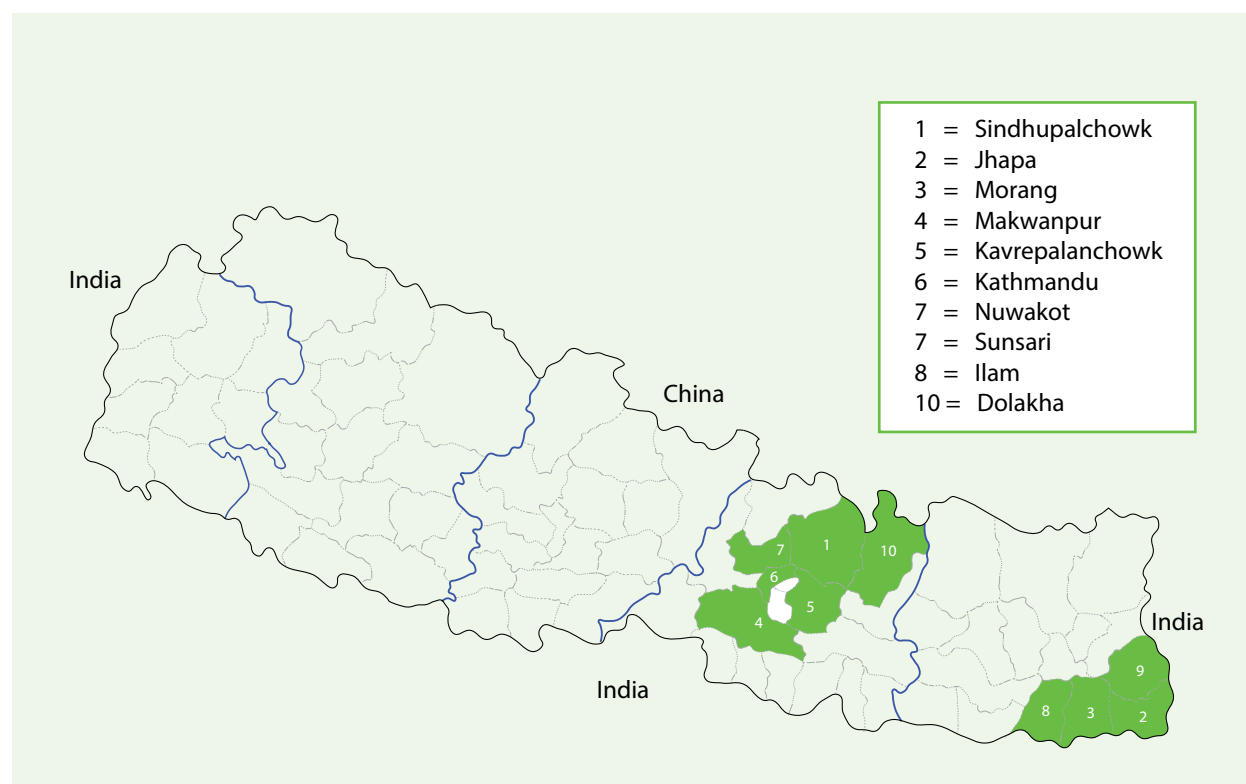 1 = Sindhupalchowk
2 = Jhapa
3 = Morang
4 = Makwanpur
5 = Kavrepalanchowk
6 = Kathmandu
7 = Nuwakot
7 = Sunsari
8 = Ilam
10 = Dolakha
India
China
7
1
10
6
5
4
India
India
9
8
3
2